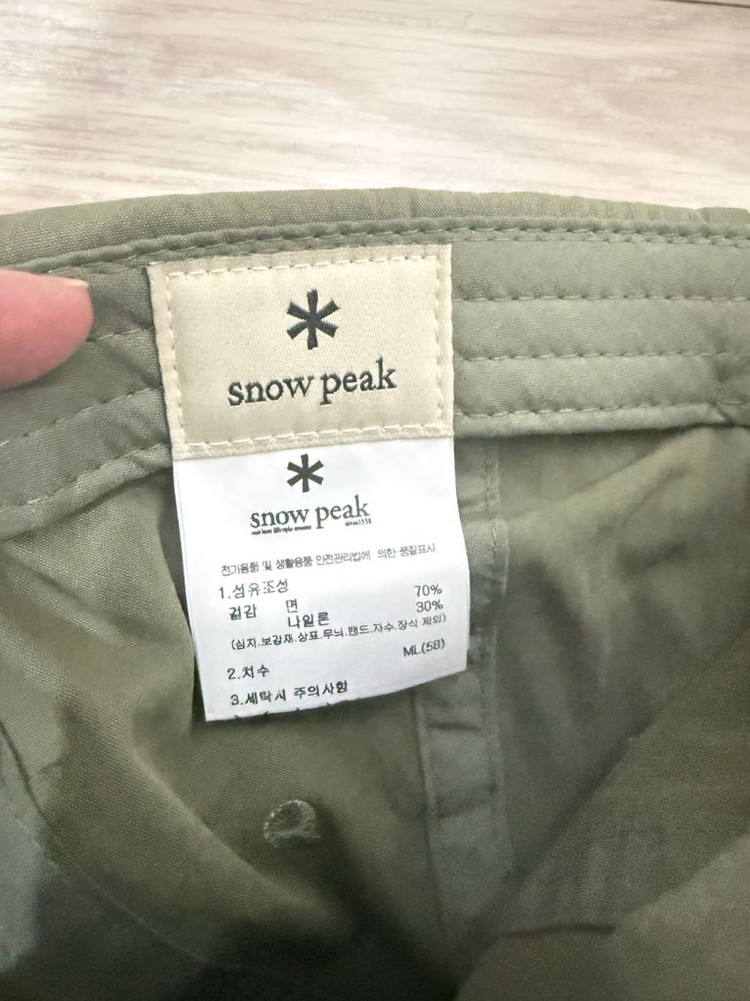 snow peak
snow peak
since1958
전기용품 및 생활용품 안전관리법에 의한 품질표시
1.섬유조성
겉감 면 70%
나일론 30%
(심지.보강재.상표.무늬.밴드.자수.장식 제외)
2.치수 ML(58)
3.세탁시 주의사항